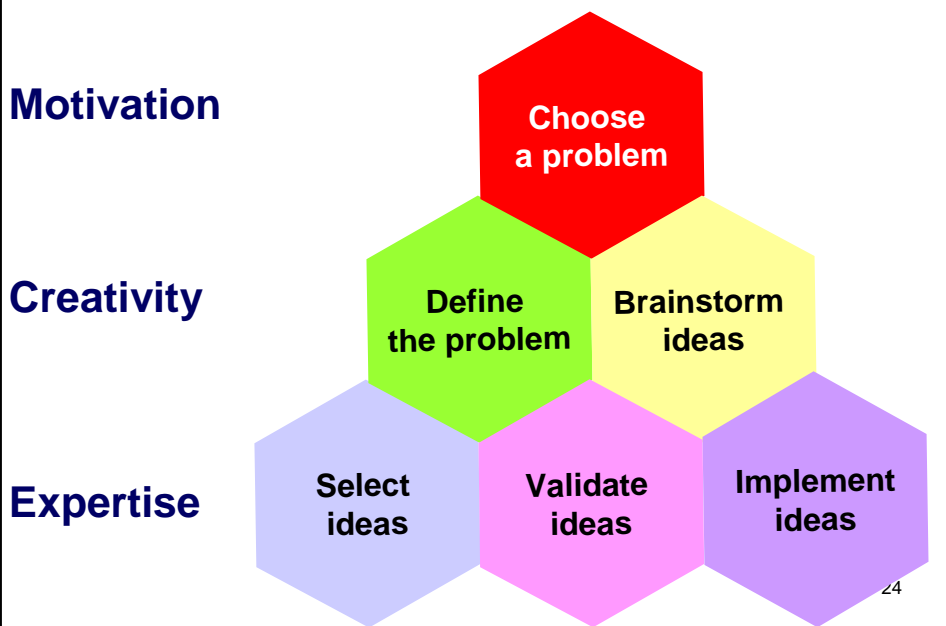 Motivation
Choose
a problem
Creativity
Define
the problem
Brainstorm
ideas
Expertise
Select
ideas
Validate
ideas
Implement
ideas
24